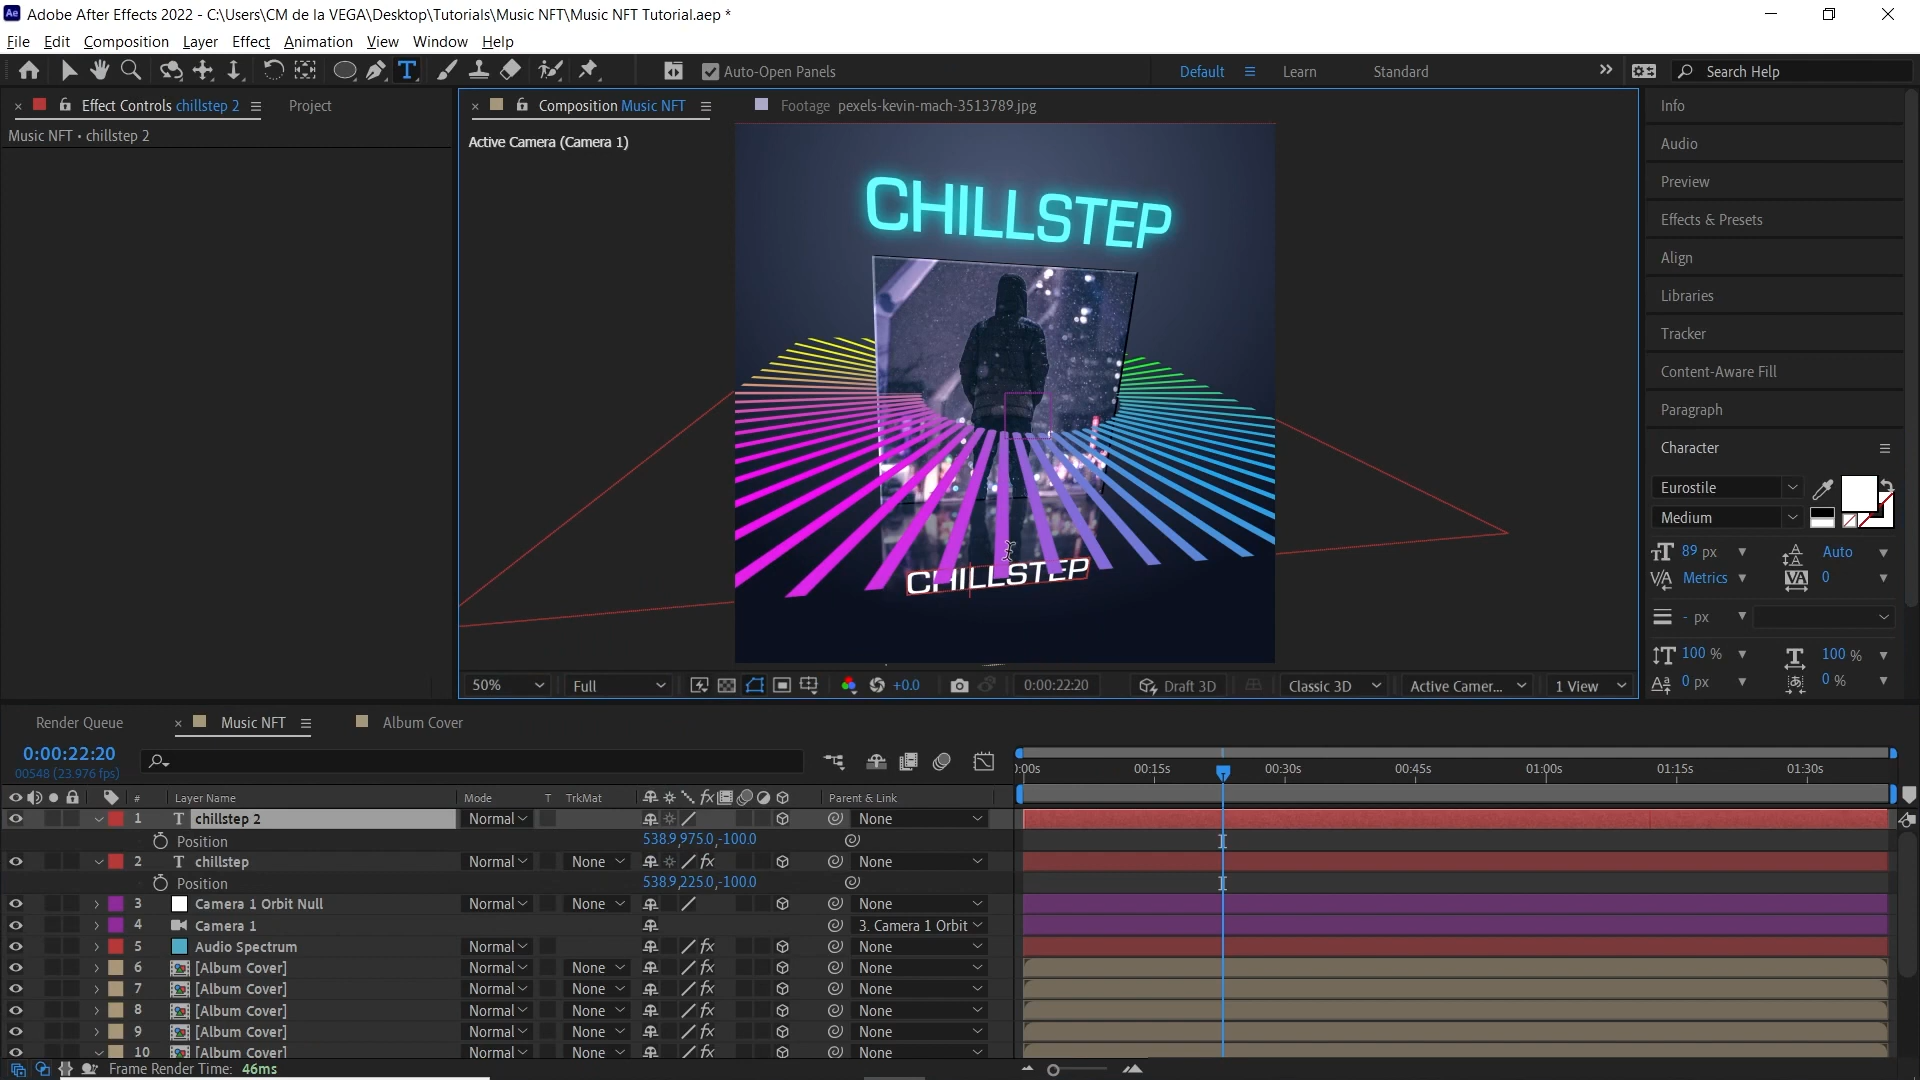 Adobe After Effects 2022 - C:\Users\CM de la VEGA\Desktop\Tutorials\Music NFT\Music NFT Tutorial.aep *
File Edit Composition Layer Effect Animation View Window Help
Auto-Open Panels
Default
Learn
Standard
Search Help
Effect Controls chillstep 2
Project
Music NFT • chillstep 2
Composition Music NFT
Footage pexels-kevin-mach-3513789.jpg
Active Camera (Camera 1)
CHILLSTEP
CHILLSTEP
50%
Full
+0.0
0:00:22:20
Draft 3D
Classic 3D
Active Camer...
1 View
Info
Audio
Preview
Effects & Presets
Align
Libraries
Tracker
Content-Aware Fill
Paragraph
Character
Eurostile
Medium
89 px
Auto
Metrics
0
- px
100 %
100 %
0 px
0 %
Render Queue
Music NFT
Album Cover
0:00:22:20
00548 (23.976 fps)
):00s 00:15s 00:30s 00:45s 01:00s 01:15s 01:30s
# Layer Name Mode T TrkMat Parent & Link
1 T chillstep 2 Normal None
Position 538.9,975.0,-100.0
2 T chillstep Normal None None
Position 538.9,225.0,-100.0
3 Camera 1 Orbit Null Normal None None
4 Camera 1 3. Camera 1 Orbit
5 Audio Spectrum Normal None
6 [Album Cover] Normal None None
7 [Album Cover] Normal None None
8 [Album Cover] Normal None None
9 [Album Cover] Normal None None
10 [Album Cover] Normal None None
Frame Render Time: 46ms